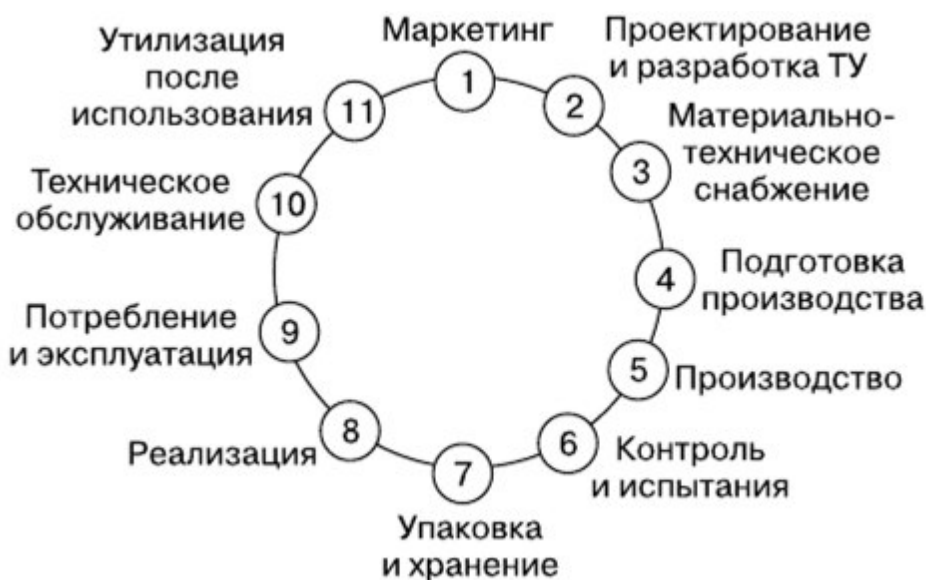 Маркетинг
1
Проектирование
и разработка ТУ
2
Материально-
техническое
снабжение
3
Подготовка
производства
4
Производство
5
Контроль
и испытания
6
Упаковка
и хранение
7
Реализация
8
Потребление
и эксплуатация
9
Техническое
обслуживание
10
Утилизация
после
использования
11